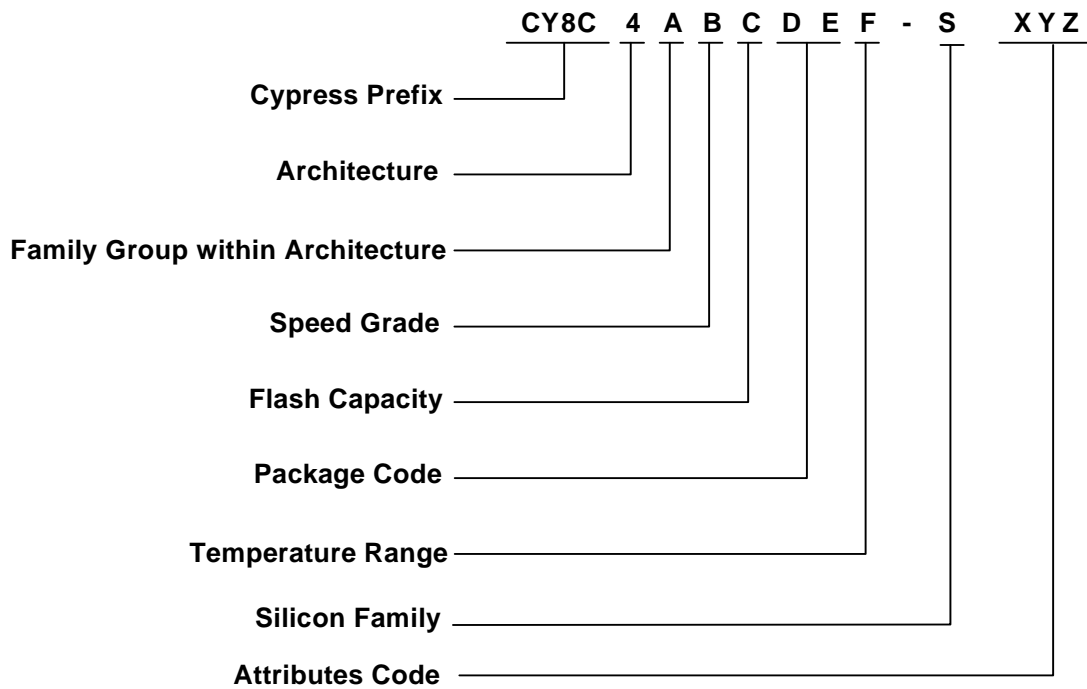 CY8C 4 A B C D E F - S X Y Z
Cypress Prefix
Architecture
Family Group within Architecture
Speed Grade
Flash Capacity
Package Code
Temperature Range
Silicon Family
Attributes Code